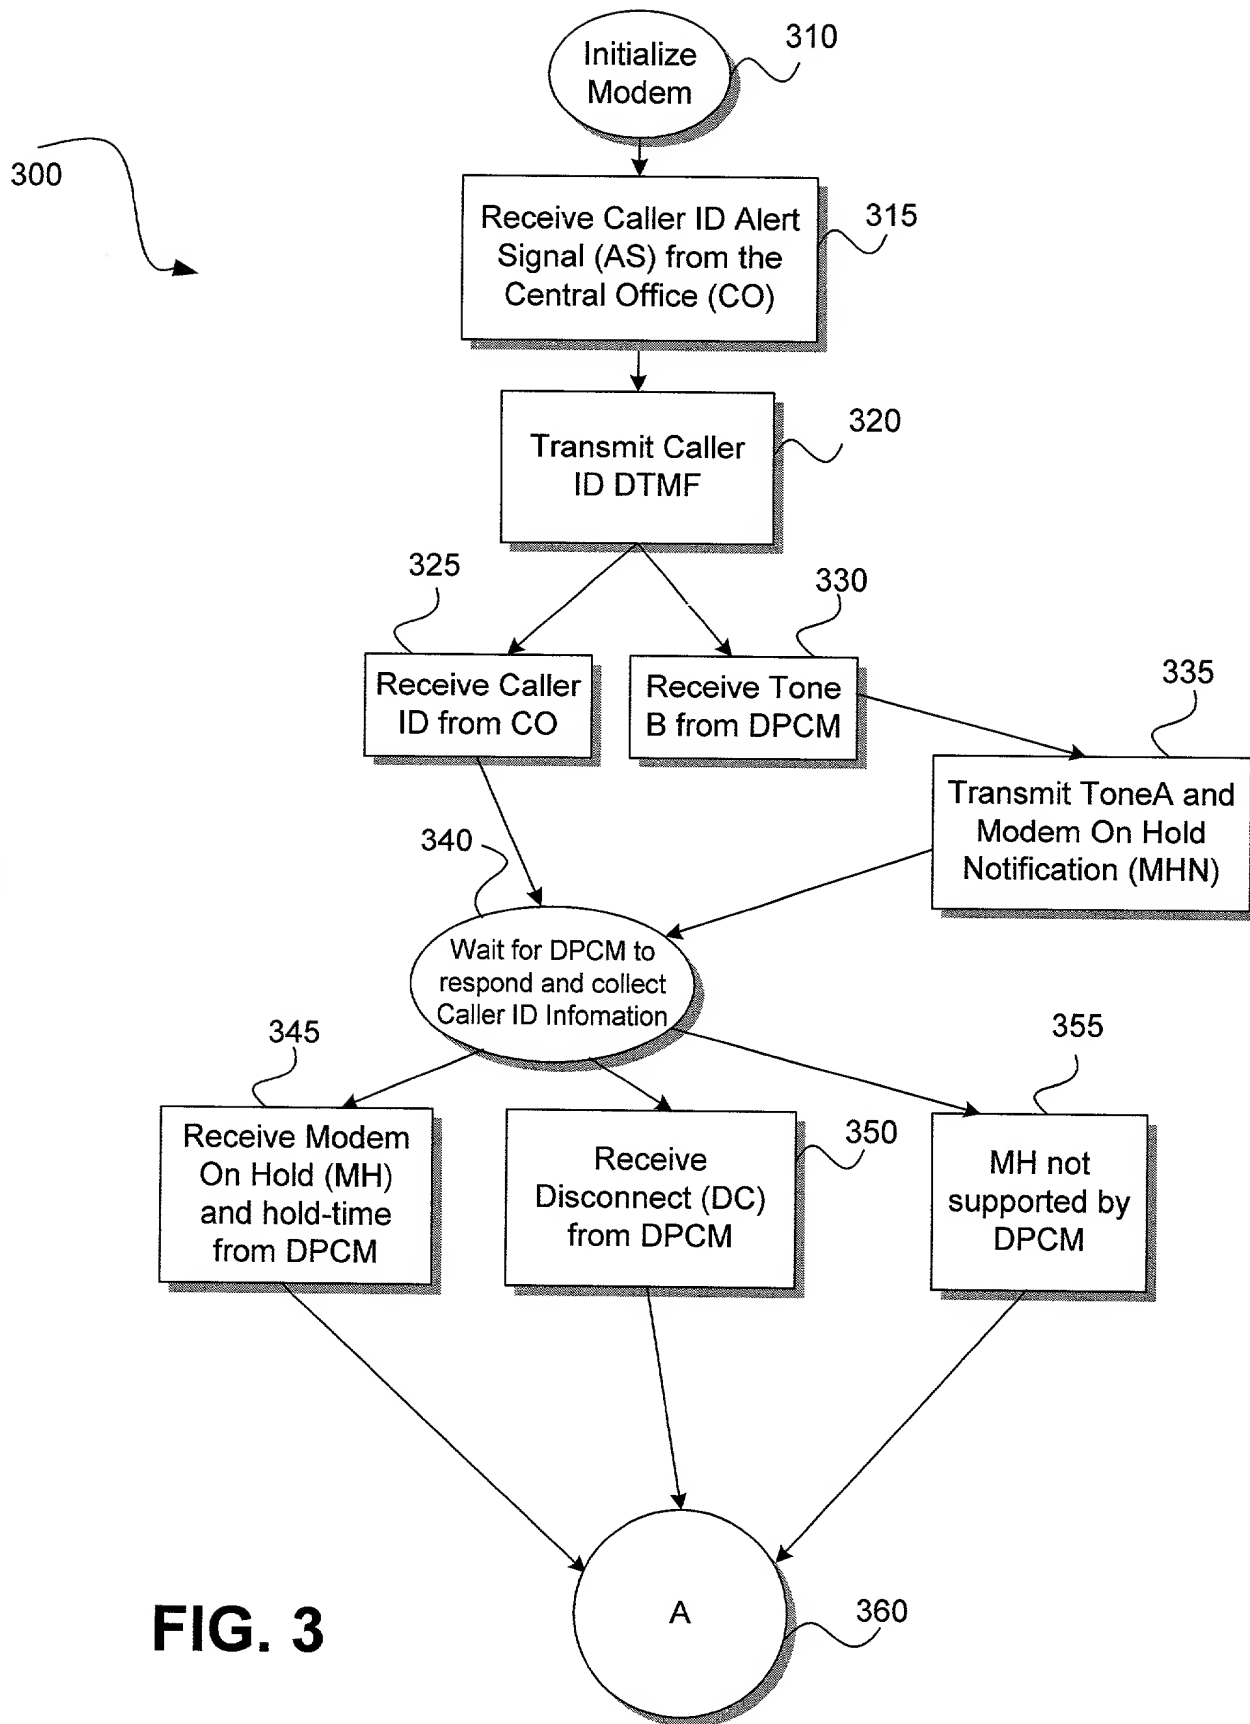 Initialize
Modem
310
300
Receive Caller ID Alert
Signal (AS) from the
Central Office (CO)
315
Transmit Caller
ID DTMF
320
325
Receive Caller
ID from CO
330
Receive Tone
B from DPCM
335
Transmit ToneA and
Modem On Hold
Notification (MHN)
340
Wait for DPCM to
respond and collect
Caller ID Infomation
345
Receive Modem
On Hold (MH)
and hold-time
from DPCM
350
Receive
Disconnect (DC)
from DPCM
355
MH not
supported by
DPCM
A
360
FIG. 3